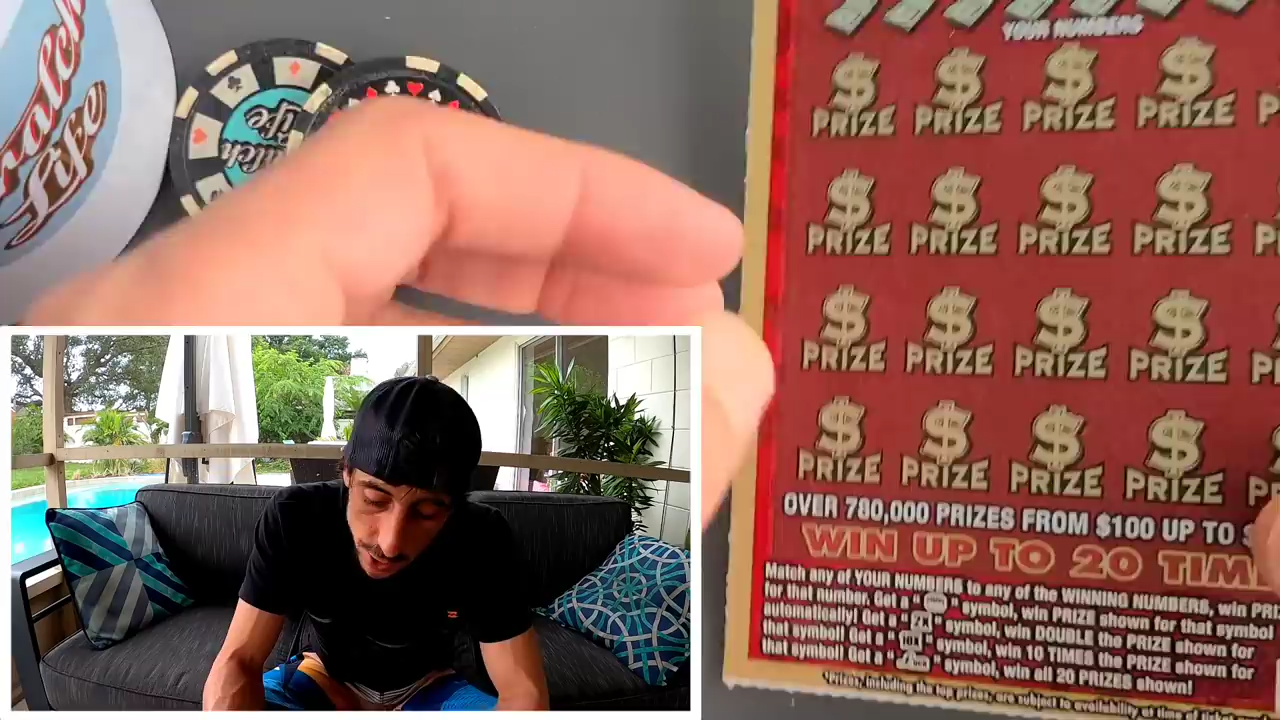 Life
Life
YOUR NUMBERS
PRIZE PRIZE PRIZE PRIZE
PRIZE PRIZE PRIZE PRIZE
PRIZE PRIZE PRIZE PRIZE
PRIZE PRIZE PRIZE PRIZE
OVER 780,000 PRIZES FROM $100 UP TO $
WIN UP TO 20 TIM
Match any of YOUR NUMBERS to any of the WINNING NUMBERS, win PRI
for that number. Get a " " symbol, win PRIZE shown for that symbol
automatically! Get a "2X" symbol, win DOUBLE the PRIZE shown for
that symbol! Get a " " symbol, win 10 TIMES the PRIZE shown for
that symbol! Get a " " symbol, win all 20 PRIZES shown!
*Prizes, including the top prizes, are subject to availability at time of ticket